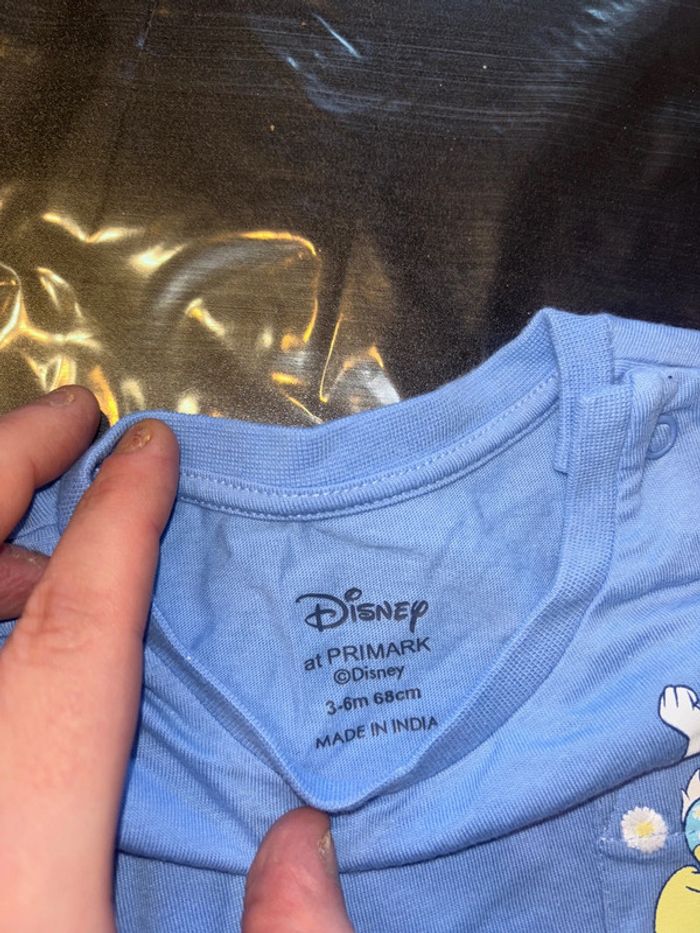 Disney
at PRIMARK
©Disney
3-6m 68cm
MADE IN INDIA